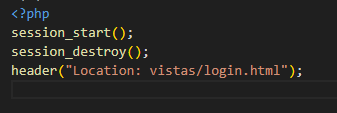 <?php
session_start();
session_destroy();
header("Location: vistas/login.html");